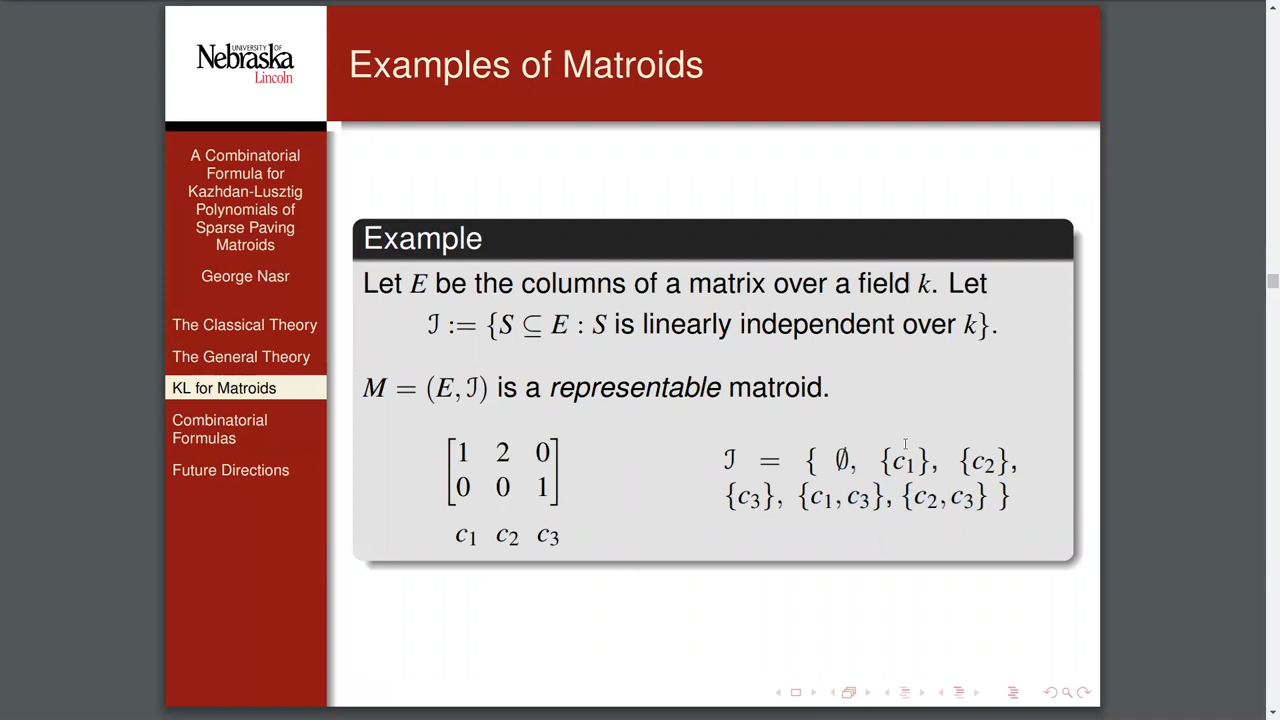 UNIVERSITY OF
Nebraska
Lincoln
Examples of Matroids
A Combinatorial
Formula for
Kazhdan-Lusztig
Polynomials of
Sparse Paving
Matroids
George Nasr
The Classical Theory
The General Theory
KL for Matroids
Combinatorial
Formulas
Future Directions
Example
Let E be the columns of a matrix over a field k. Let
ℐ := {S ⊆ E : S is linearly independent over k}.
M = (E, ℐ) is a representable matroid.
[1 2 0
0 0 1]
c₁ c₂ c₃
ℐ = { ∅, {c₁}, {c₂},
{c₃}, {c₁, c₃}, {c₂, c₃} }